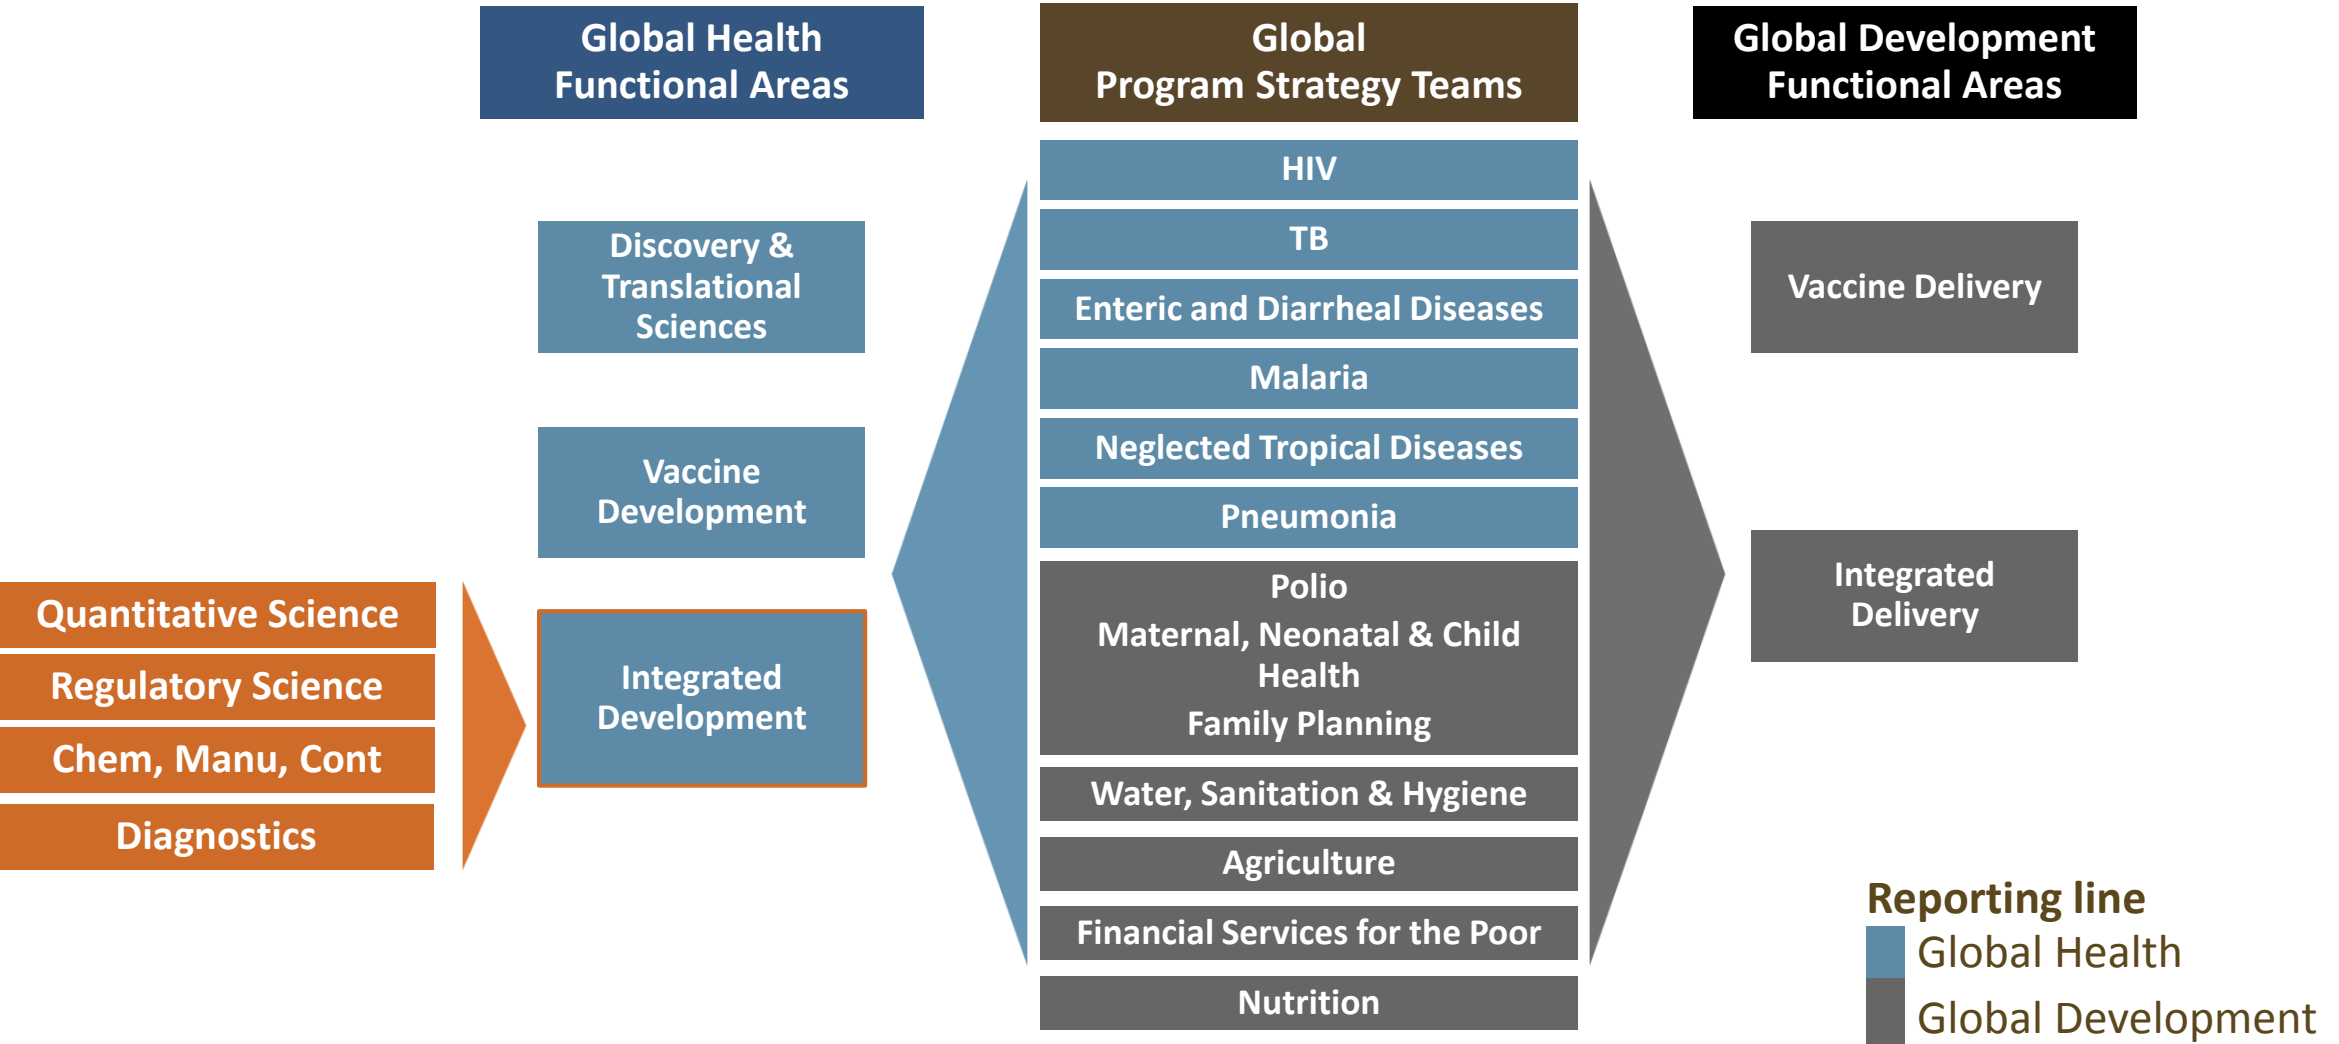 Global Health
Functional Areas
Global
Program Strategy Teams
Global Development
Functional Areas
Quantitative Science
Regulatory Science
Chem, Manu, Cont
Diagnostics
Discovery &
Translational
Sciences
Vaccine
Development
Integrated
Development
HIV
TB
Enteric and Diarrheal Diseases
Malaria
Neglected Tropical Diseases
Pneumonia
Polio
Maternal, Neonatal & Child
Health
Family Planning
Water, Sanitation & Hygiene
Agriculture
Financial Services for the Poor
Nutrition
Vaccine Delivery
Integrated
Delivery
Reporting line
Global Health
Global Development